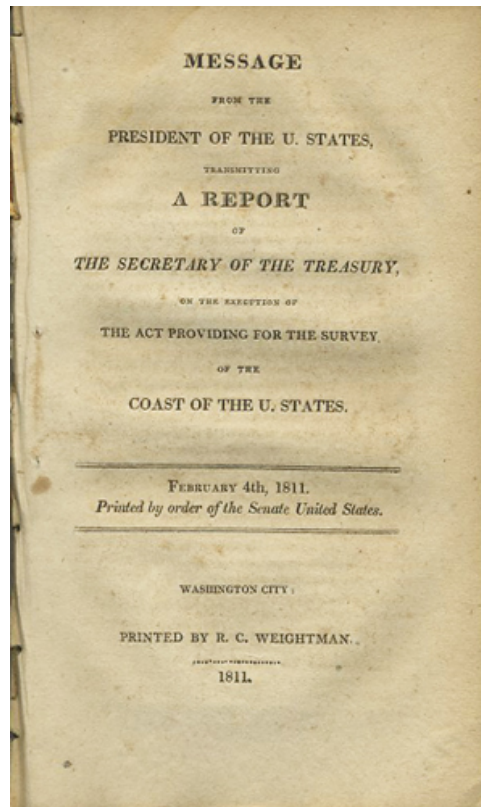 MESSAGE
FROM THE
PRESIDENT OF THE U. STATES,
TRANSMITTING
A REPORT
OF
THE SECRETARY OF THE TREASURY,
ON THE EXECUTION OF
THE ACT PROVIDING FOR THE SURVEY
OF THE
COAST OF THE U. STATES.
FEBRUARY 4th, 1811.
Printed by order of the Senate United States.
WASHINGTON CITY:
PRINTED BY R. C. WEIGHTMAN.
1811.